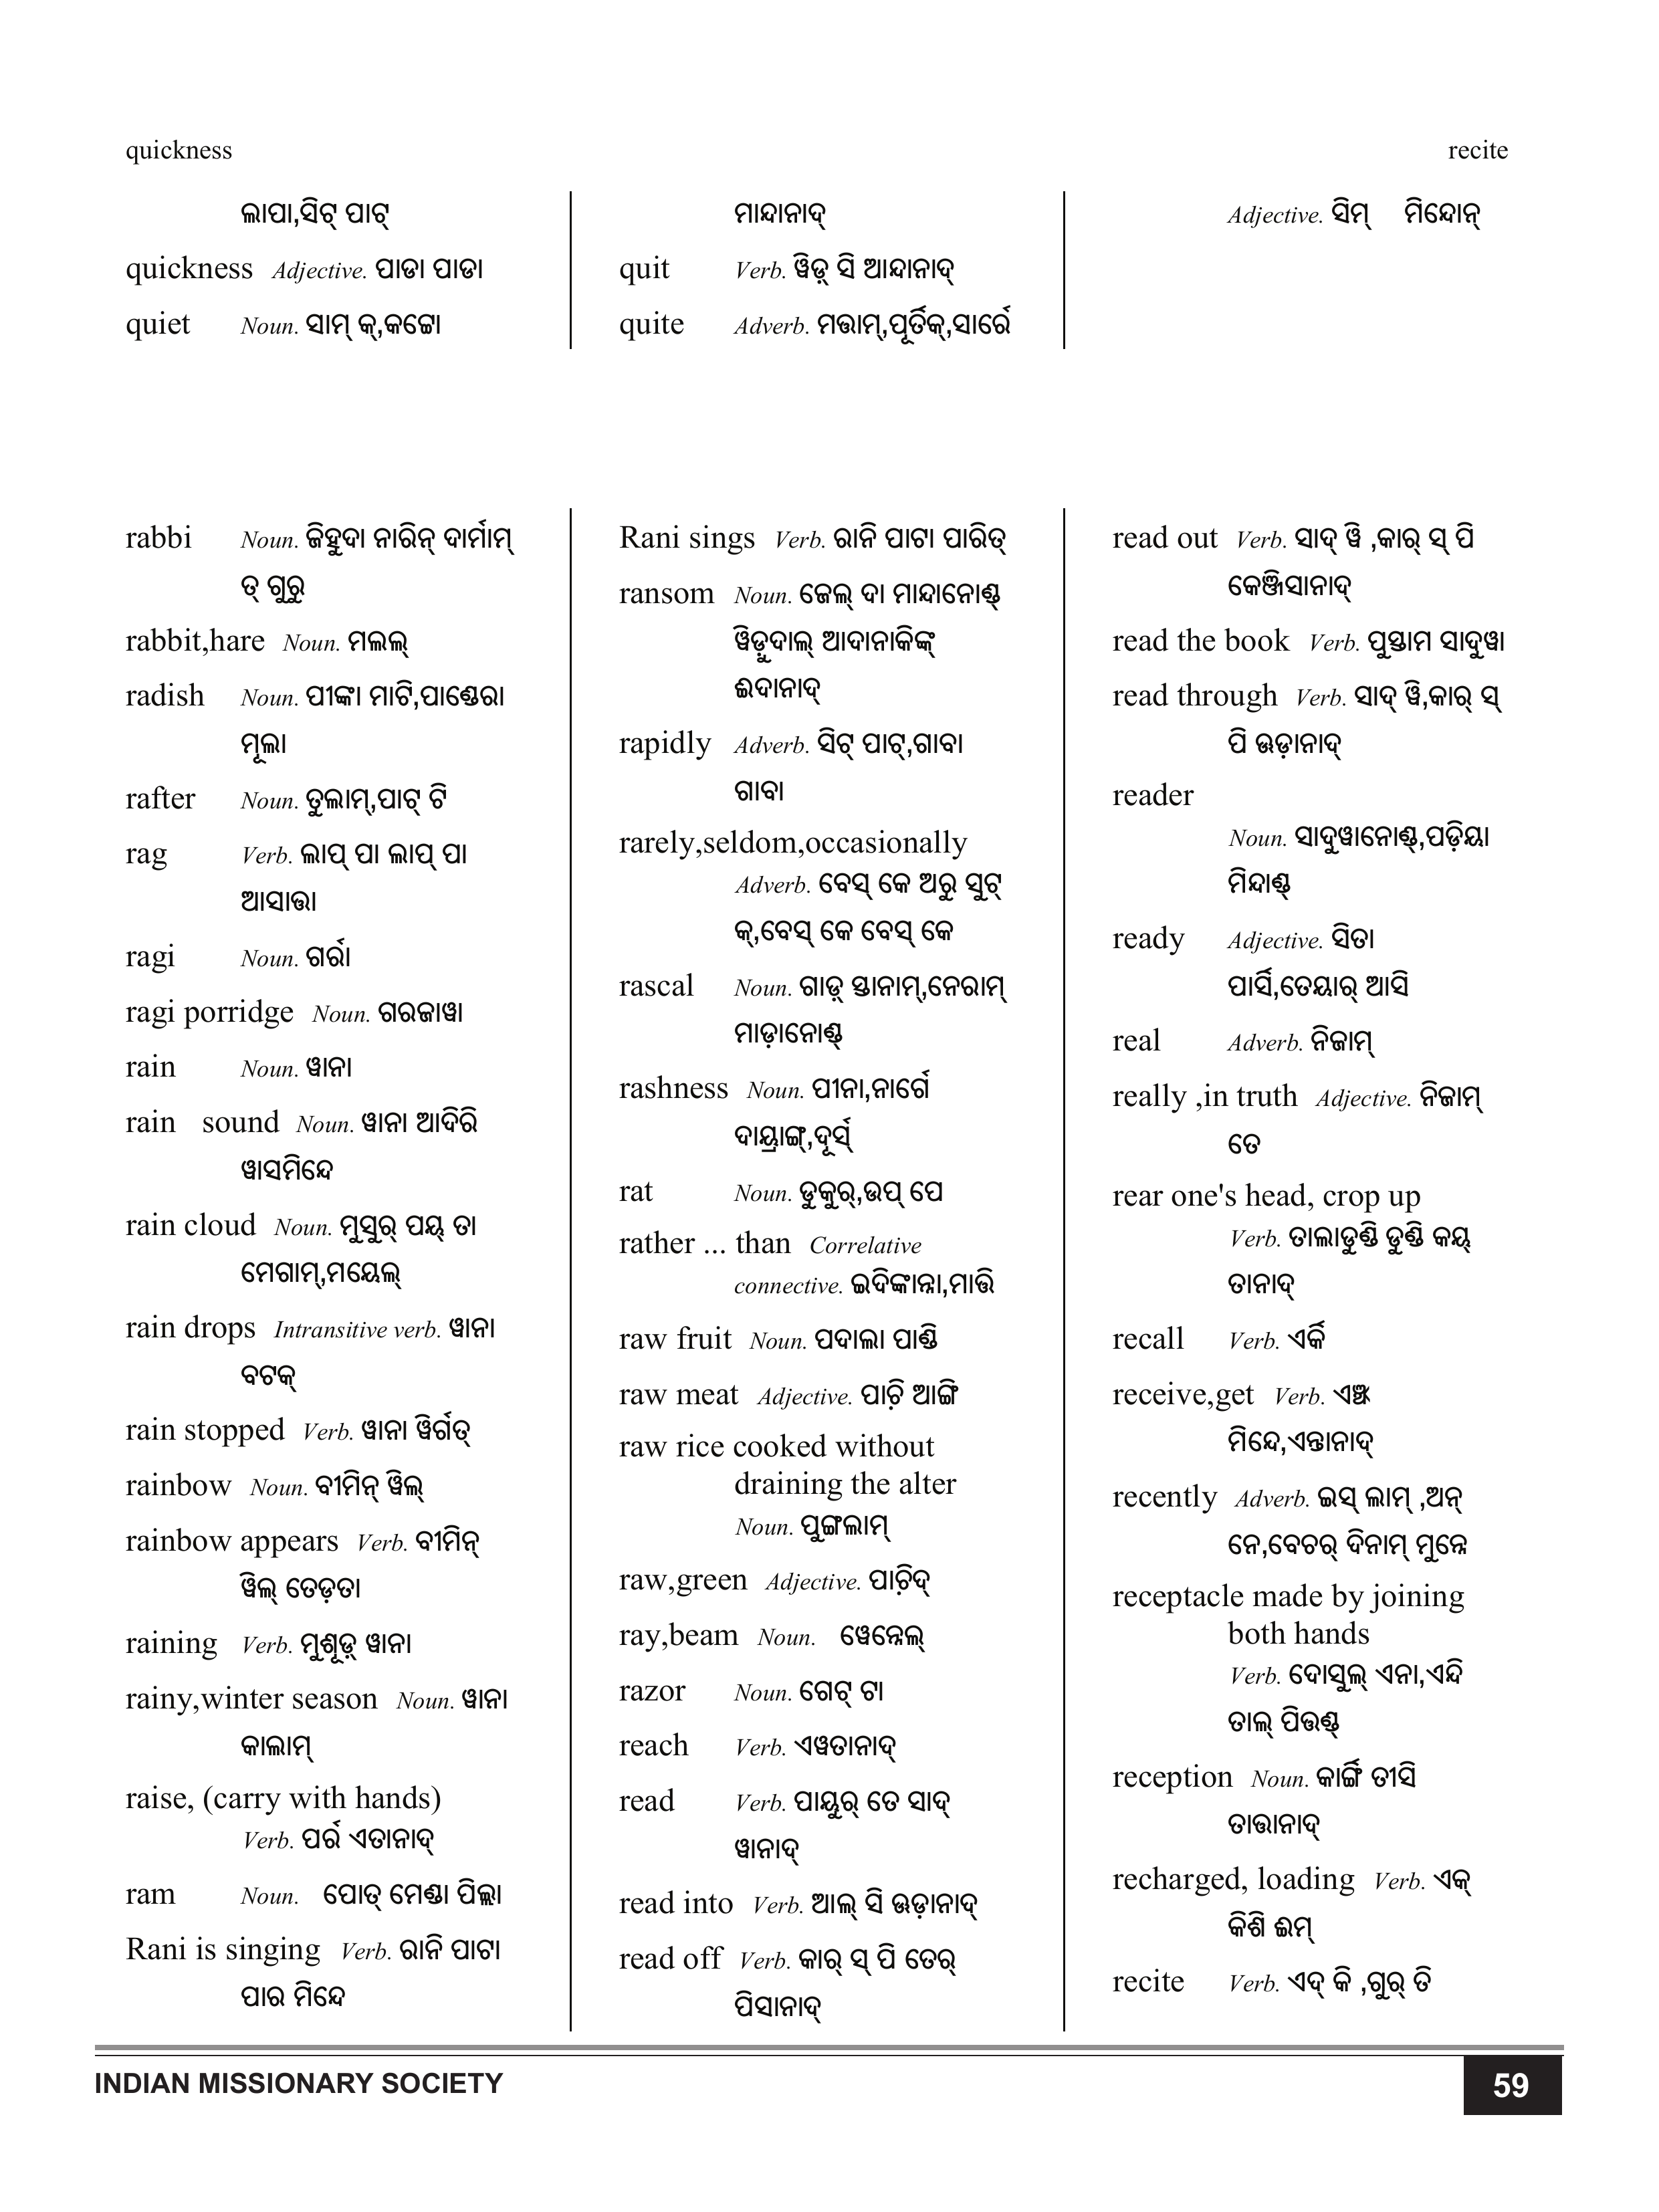 quickness
recite
ଲାପା,ସିଟ୍ ପାଟ୍
quickness Adjective. ପାଡା ପାଡା
quiet Noun. ସାମ୍ କ୍,କଟ୍ଟୋ
ମାନ୍ଦାନାଦ୍
quit Verb. ୱିଡ଼୍ ସି ଆନ୍ଦାନାଦ୍
quite Adverb. ମତ୍ତାମ୍,ପୂର୍ତିକ୍,ସାର୍ରେ
Adjective. ସିମ୍ ମିନ୍ଦୋନ୍
rabbi Noun. ଜିହୁଦା ନାରିନ୍ ଦାର୍ମାମ୍
ତ୍ ଗୁରୁ
rabbit,hare Noun. ମଲଲ୍
radish Noun. ପୀଙ୍କା ମାଟି,ପାଣ୍ଡେରା
ମୂଲା
rafter Noun. ତୁଲାମ୍,ପାଟ୍ ଟି
rag Verb. ଲାପ୍ ପା ଲାପ୍ ପା
ଆସାତ୍ତା
ragi Noun. ଗର୍ରା
ragi porridge Noun. ଗରଜାୱା
rain Noun. ୱାନା
rain sound Noun. ୱାନା ଆଦିରି
ୱାସମିନ୍ଦେ
rain cloud Noun. ମୁସୁର୍ ପୟ୍ ତା
ମେଗାମ୍,ମୟେଲ୍
rain drops Intransitive verb. ୱାନା
ବଟକ୍
rain stopped Verb. ୱାନା ୱିର୍ଗତ୍
rainbow Noun. ବୀମିନ୍ ୱିଲ୍
rainbow appears Verb. ବୀମିନ୍
ୱିଲ୍ ତେଡ଼ତା
raining Verb. ମୁଶୂଡ଼୍ ୱାନା
rainy,winter season Noun. ୱାନା
କାଲାମ୍
raise, (carry with hands)
Verb. ପର୍ର ଏତାନାଦ୍
ram Noun. ପୋତ୍ ମେଣ୍ଢା ପିଲ୍ଲା
Rani is singing Verb. ରାନି ପାଟା
ପାର ମିନ୍ଦେ
Rani sings Verb. ରାନି ପାଟା ପାରିତ୍
ransom Noun. ଜେଲ୍ ଦା ମାନ୍ଦାନୋଣ୍ଡ୍
ୱିଡ଼ୁଦାଲ୍ ଆଦାନାକିଙ୍କ୍
ଈଦାନାଦ୍
rapidly Adverb. ସିଟ୍ ପାଟ୍,ଗାବା
ଗାବା
rarely,seldom,occasionally
Adverb. ବେସ୍ କେ ଅରୁ ସୁଟ୍
କ୍,ବେସ୍ କେ ବେସ୍ କେ
rascal Noun. ଗାଡ଼୍ ସ୍ତାନାମ୍,ନେରାମ୍
ମାଡ଼ାନୋଣ୍ଡ୍
rashness Noun. ପୀନା,ନାର୍ଗେ
ଦାୟ୍ରାଙ୍ଗ୍,ଦୂର୍ସ୍
rat Noun. ଡୁକୁର୍,ଉପ୍ ପେ
rather ... than Correlative
connective. ଇଦିଙ୍କାନ୍ନା,ମାତ୍ତି
raw fruit Noun. ପଦାଲା ପାଣ୍ଡି
raw meat Adjective. ପାଚ଼ି ଆଙ୍ଗି
raw rice cooked without
draining the alter
Noun. ପୁଙ୍ଗଲାମ୍
raw,green Adjective. ପାଚ଼ିଦ୍
ray,beam Noun. ୱେନ୍ନେଲ୍
razor Noun. ଗେଟ୍ ଟା
reach Verb. ଏୱତାନାଦ୍
read Verb. ପାୟୁର୍ ତେ ସାଦ୍
ୱାନାଦ୍
read into Verb. ଆଲ୍ ସି ଊଡ଼ାନାଦ୍
read off Verb. କାର୍ ସ୍ ପି ତେର୍
ପିସାନାଦ୍
read out Verb. ସାଦ୍ ୱି ,କାର୍ ସ୍ ପି
କେଞ୍ଜିସାନାଦ୍
read the book Verb. ପୁସ୍ତାମ ସାଦୁୱା
read through Verb. ସାଦ୍ ୱି,କାର୍ ସ୍
ପି ଊଡ଼ାନାଦ୍
reader
Noun. ସାଦୁୱାନୋଣ୍ଡ୍,ପଡ଼ିୟା
ମିନ୍ଦାଣ୍ଡ୍
ready Adjective. ସିତା
ପାର୍ସି,ତେୟାର୍ ଆସି
real Adverb. ନିଜାମ୍
really ,in truth Adjective. ନିଜାମ୍
ତେ
rear one's head, crop up
Verb. ତାଲାଡୁଣ୍ଡି ଡୁଣ୍ଡି କୟ୍
ତାନାଦ୍
recall Verb. ଏର୍କି
receive,get Verb. ଏଞ୍ଚ
ମିନ୍ଦେ,ଏନ୍ତାନାଦ୍
recently Adverb. ଇସ୍ ଲାମ୍ ,ଅନ୍
ନେ,ବେଚର୍ ଦିନାମ୍ ମୁନ୍ନେ
receptacle made by joining
both hands
Verb. ଦୋସୁଲ୍ ଏନା,ଏନ୍ଦି
ତାଲ୍ ପିଉଣ୍ଡ୍
reception Noun. କାର୍ଙ୍ଗି ତୀସି
ତାତ୍ତାନାଦ୍
recharged, loading Verb. ଏକ୍
କିଶି ଈମ୍
recite Verb. ଏଦ୍ କି ,ଗୁର୍ ତି
INDIAN MISSIONARY SOCIETY
59